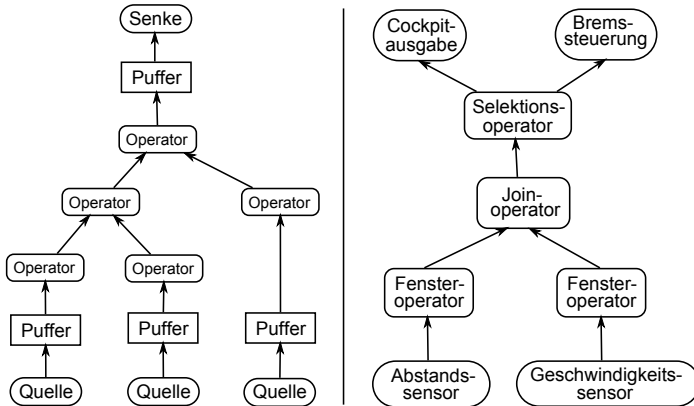 Senke
Puffer
Operator
Operator
Operator
Operator
Operator
Puffer
Puffer
Puffer
Quelle
Quelle
Quelle
Cockpit-
ausgabe
Brems-
steuerung
Selektions-
operator
Join-
operator
Fenster-
operator
Fenster-
operator
Abstands-
sensor
Geschwindigkeits-
sensor